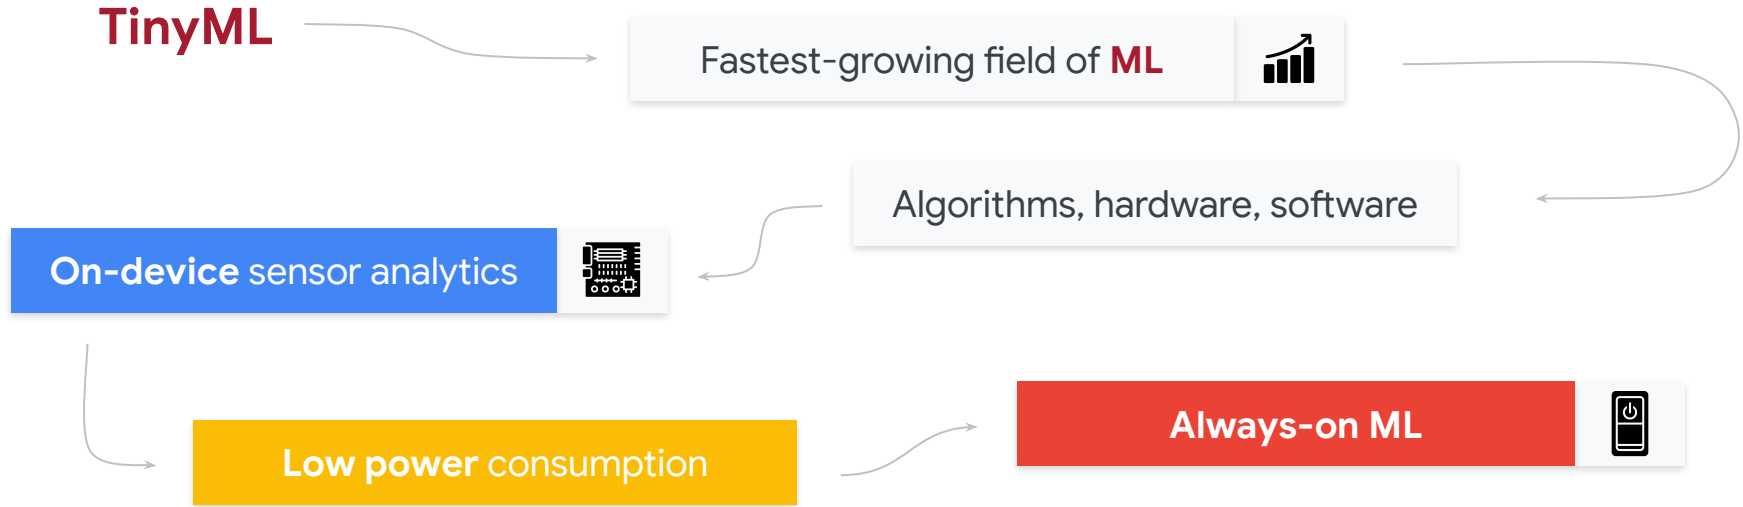 TinyML
Fastest-growing field of ML
Algorithms, hardware, software
On-device sensor analytics
Low power consumption
Always-on ML